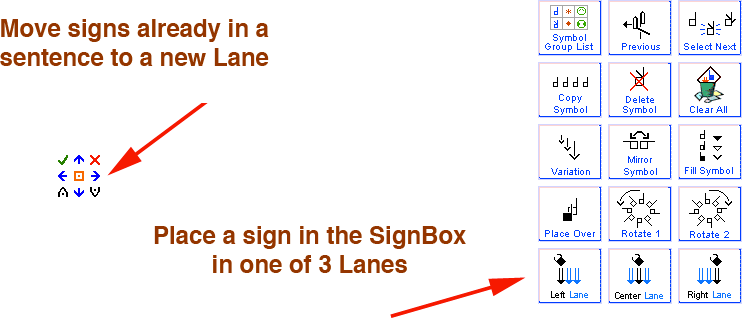 Move signs already in a
sentence to a new Lane
Symbol
Group List
Previous
Select Next
Copy
Symbol
Delete
Symbol
Clear All
Variation
Mirror
Symbol
Fill Symbol
Place a sign in the SignBox
in one of 3 Lanes
Place Over
Rotate 1
Rotate 2
Left Lane
Center Lane
Right Lane